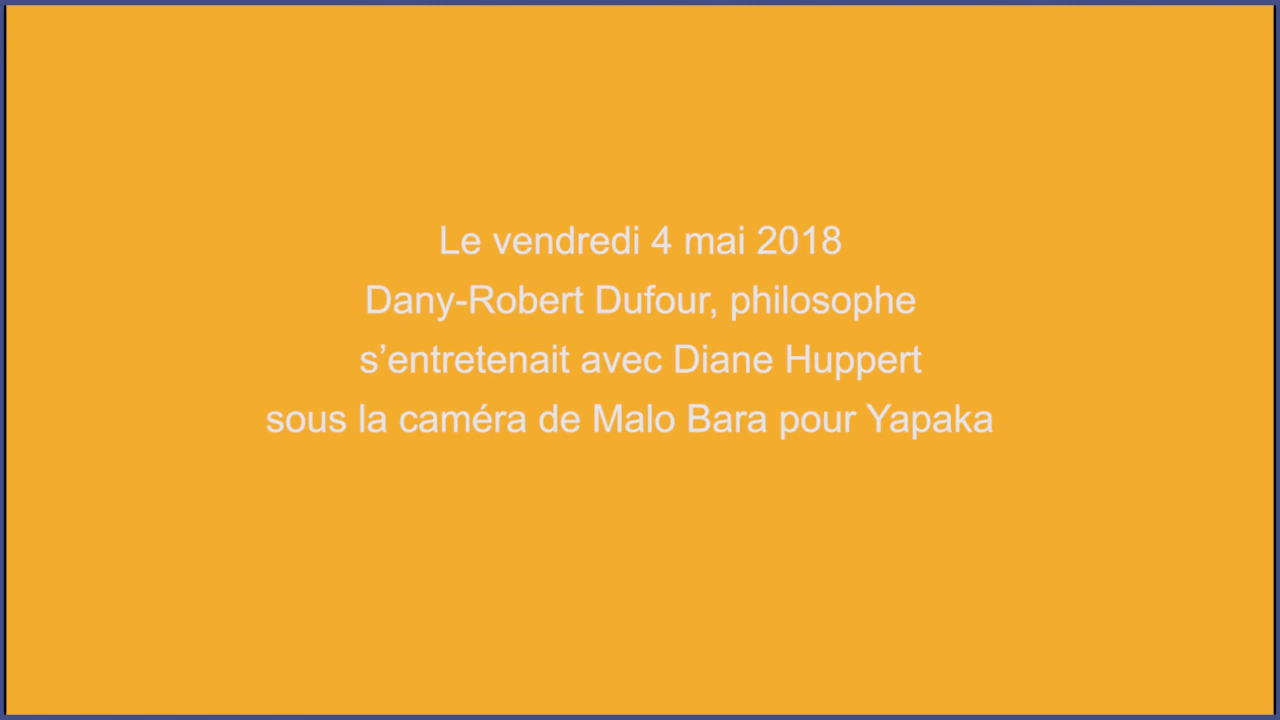 Le vendredi 4 mai 2018
Dany-Robert Dufour, philosophe
s’entretenait avec Diane Huppert
sous la caméra de Malo Bara pour Yapaka